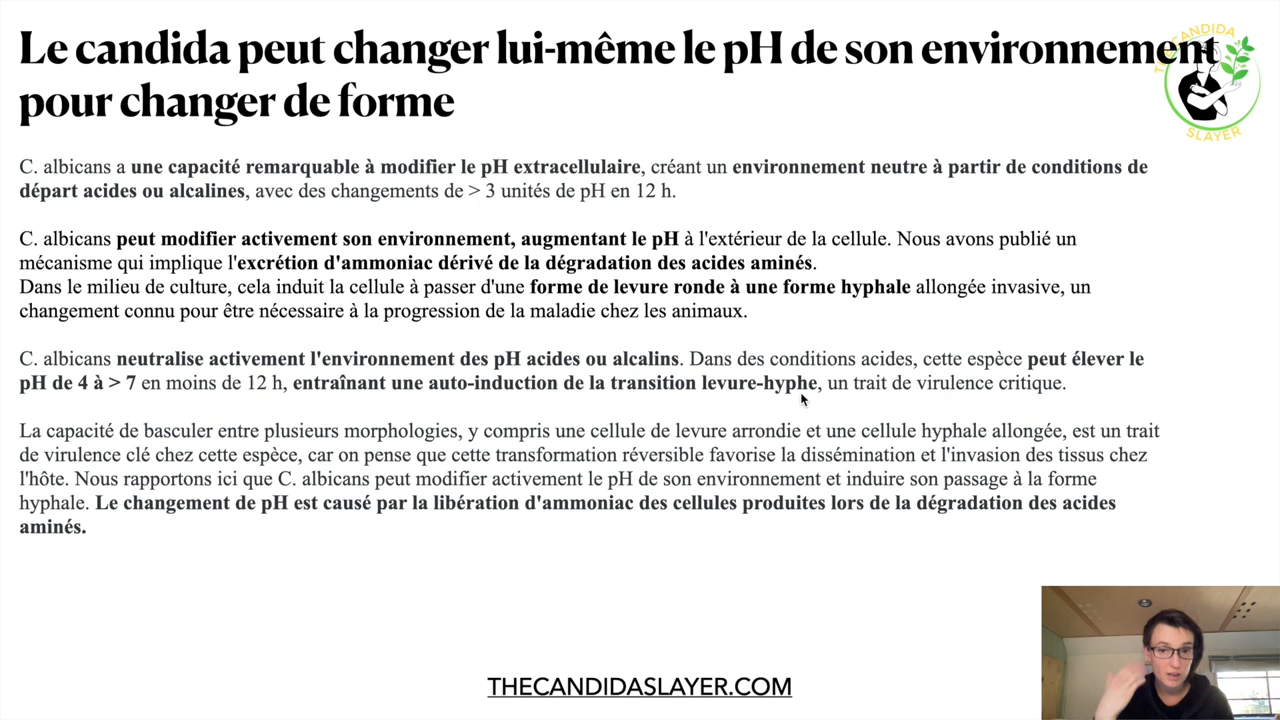 Le candida peut changer lui-même le pH de son environnement
pour changer de forme
THE CANDIDA
SLAYER
C. albicans a une capacité remarquable à modifier le pH extracellulaire, créant un environnement neutre à partir de conditions de
départ acides ou alcalines, avec des changements de > 3 unités de pH en 12 h.
C. albicans peut modifier activement son environnement, augmentant le pH à l'extérieur de la cellule. Nous avons publié un
mécanisme qui implique l'excrétion d'ammoniac dérivé de la dégradation des acides aminés.
Dans le milieu de culture, cela induit la cellule à passer d'une forme de levure ronde à une forme hyphale allongée invasive, un
changement connu pour être nécessaire à la progression de la maladie chez les animaux.
C. albicans neutralise activement l'environnement des pH acides ou alcalins. Dans des conditions acides, cette espèce peut élever le
pH de 4 à > 7 en moins de 12 h, entraînant une auto-induction de la transition levure-hyphe, un trait de virulence critique.
La capacité de basculer entre plusieurs morphologies, y compris une cellule de levure arrondie et une cellule hyphale allongée, est un trait
de virulence clé chez cette espèce, car on pense que cette transformation réversible favorise la dissémination et l'invasion des tissus chez
l'hôte. Nous rapportons ici que C. albicans peut modifier activement le pH de son environnement et induire son passage à la forme
hyphale. Le changement de pH est causé par la libération d'ammoniac des cellules produites lors de la dégradation des acides
aminés.
THECANDIDASLAYER.COM